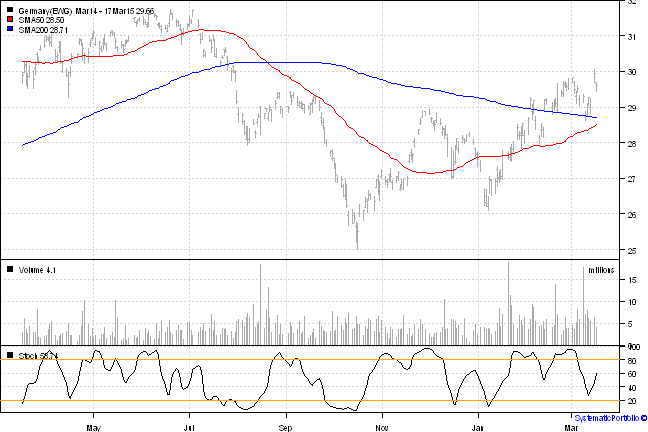 Germany(EWG) Mar14 - 17Mar15 29.66
SMA50 28.50
SMA200 28.71
32
31
30
29
28
27
26
25
Volume 4.1
millions
15
10
5
Stoch
100
80
60
40
20
May
Jul
Sep
Nov
Jan
Mar
SystematicPortfolio ©